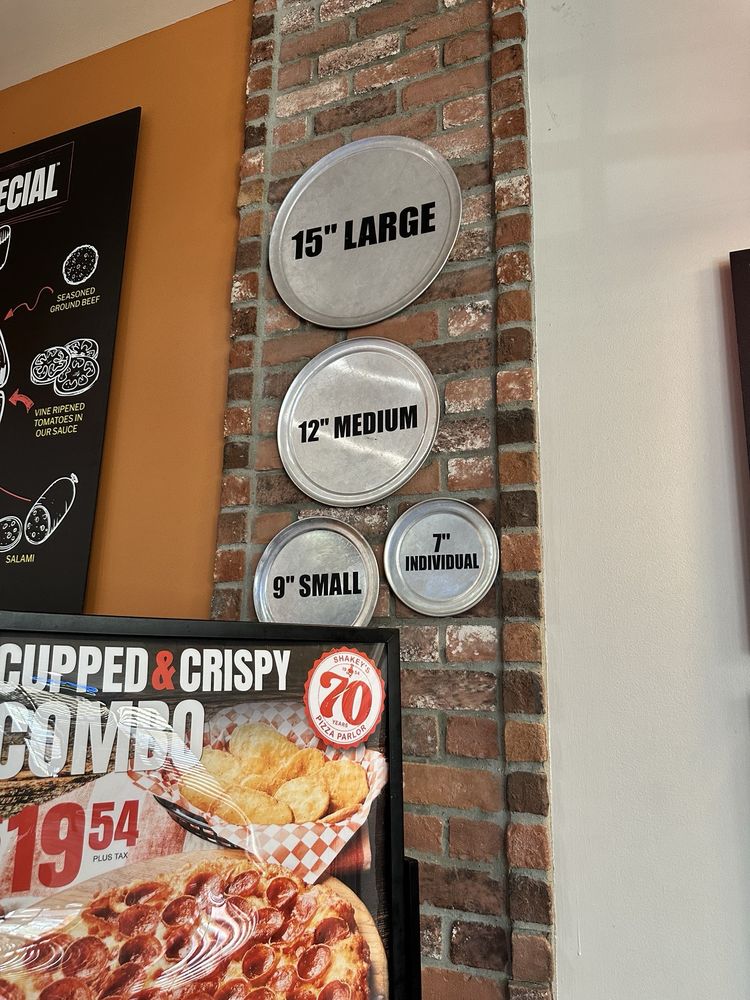 ECIAL™
SEASONED
GROUND BEEF
VINE RIPENED
TOMATOES IN
OUR SAUCE
SALAMI
15" LARGE
12" MEDIUM
9" SMALL
7"
INDIVIDUAL
CUPPED & CRISPY
COMBO
1954
PLUS TAX
SHAKEY'S
19 54
70
YEARS
PIZZA PARLOR